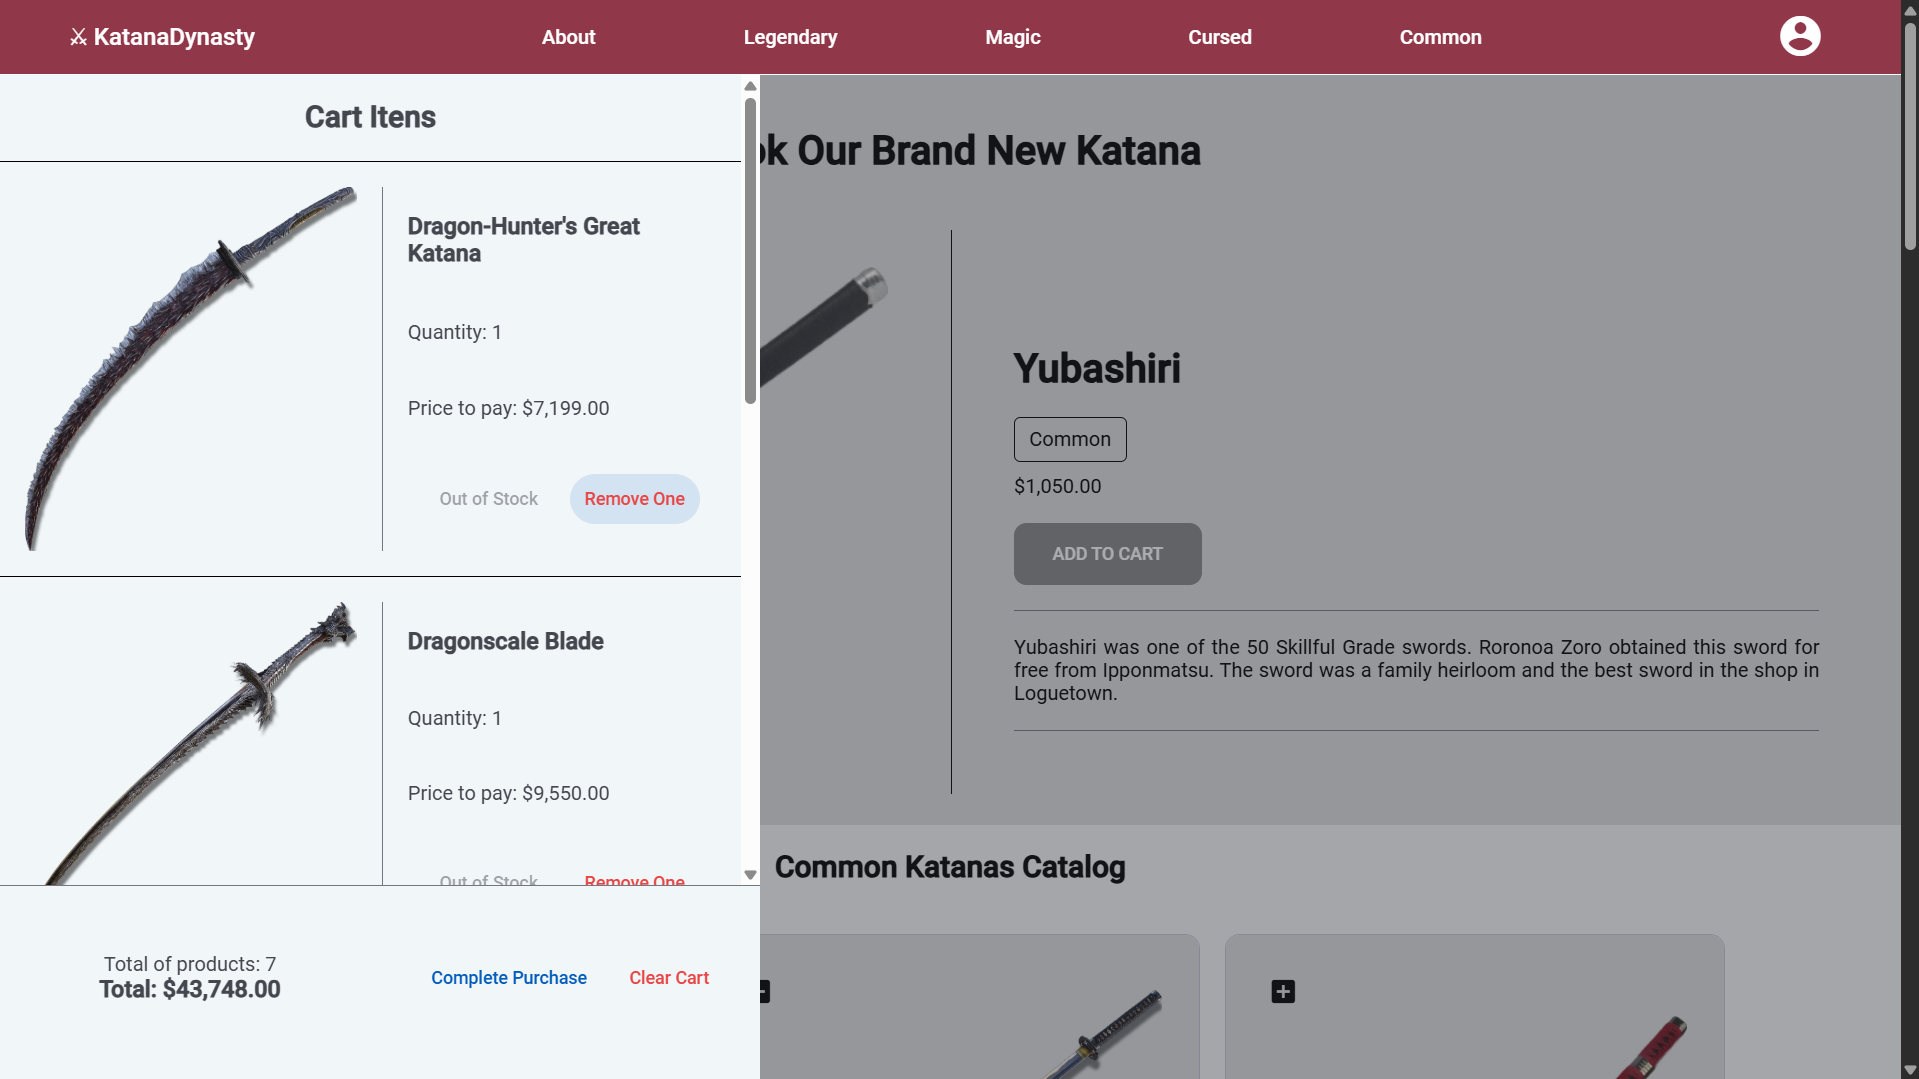 ⚔ KatanaDynasty
About
Legendary
Magic
Cursed
Common
Cart Itens
Dragon-Hunter's Great
Katana
Quantity: 1
Price to pay: $7,199.00
Out of Stock
Remove One
Dragonscale Blade
Quantity: 1
Price to pay: $9,550.00
Out of Stock
Remove One
Total of products: 7
Total: $43,748.00
Complete Purchase
Clear Cart
Our Brand New Katana
Yubashiri
Common
$1,050.00
ADD TO CART
Yubashiri was one of the 50 Skillful Grade swords. Roronoa Zoro obtained this sword for
free from Ipponmatsu. The sword was a family heirloom and the best sword in the shop in
Loguetown.
Common Katanas Catalog